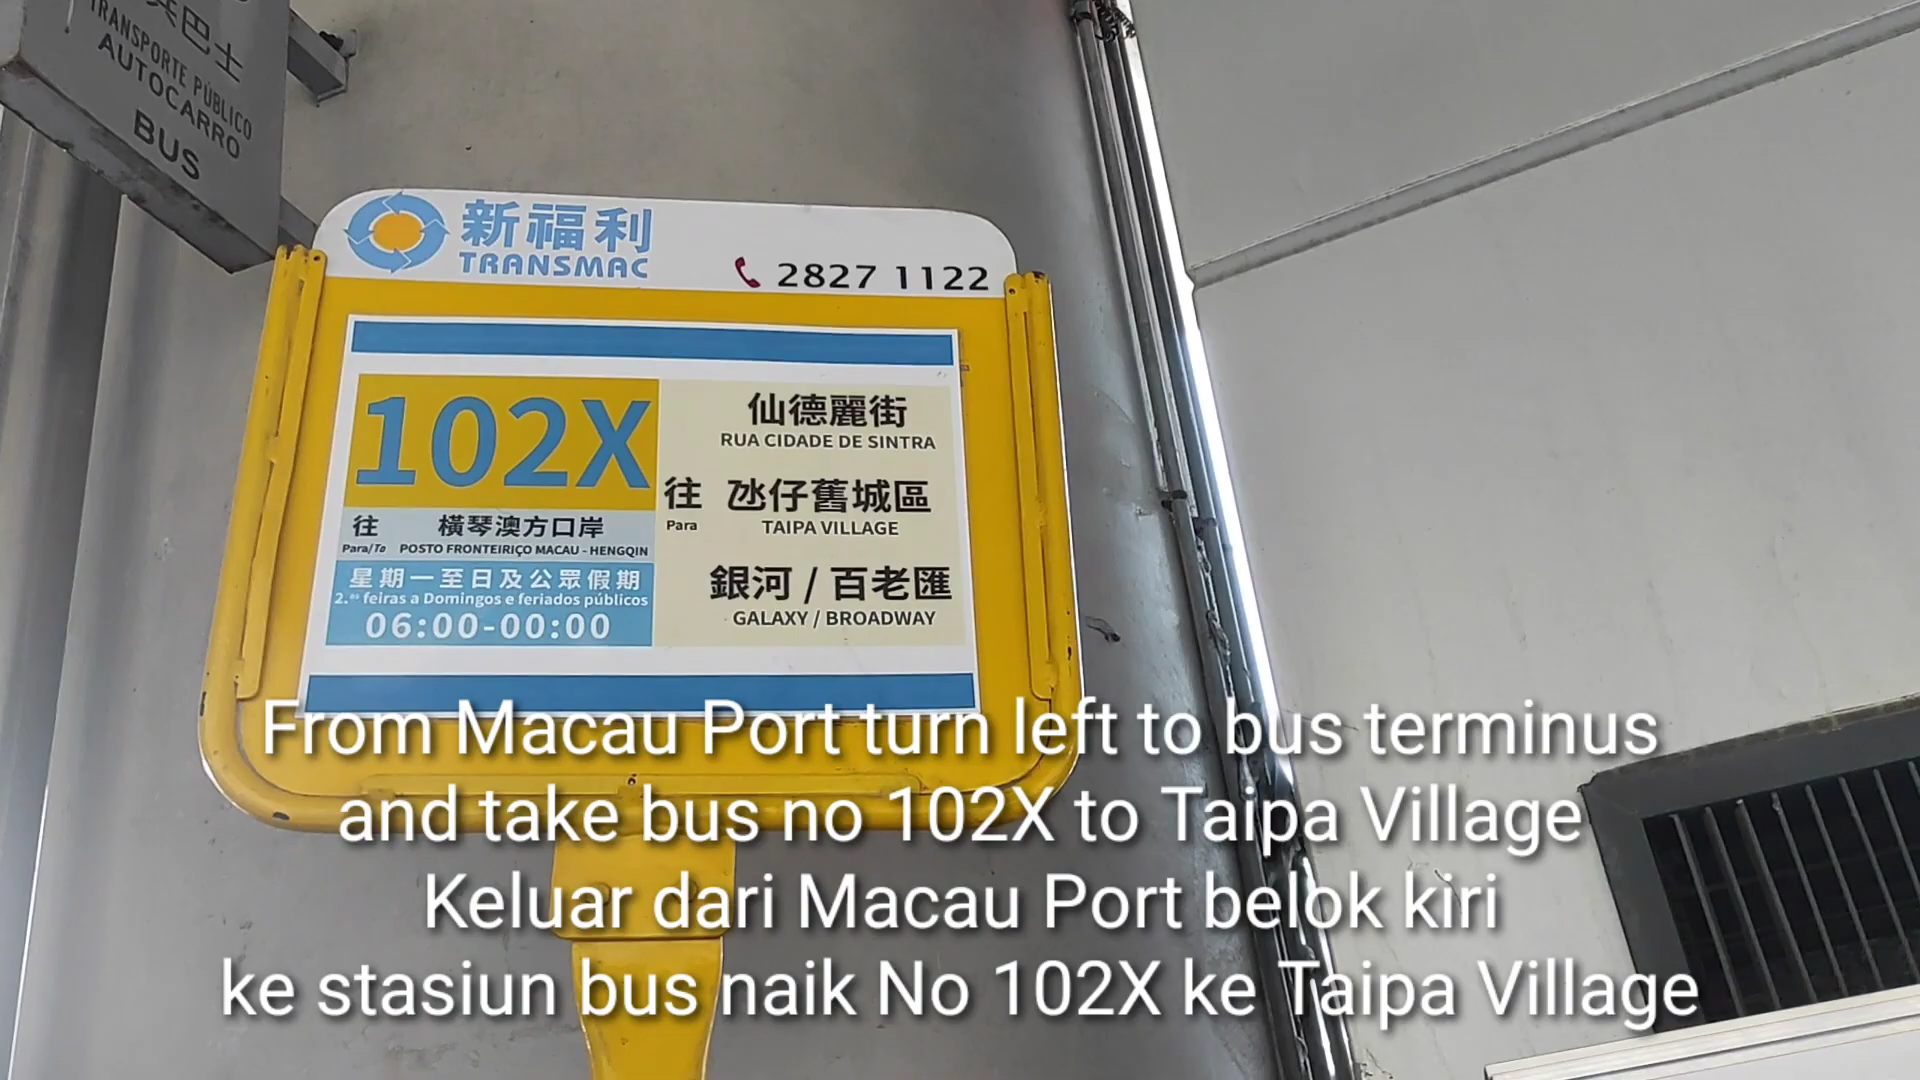 巴士
TRANSPORTE PÚBLICO
AUTOCARRO
BUS
新福利
TRANSMAC
2827 1122
102X
往 橫琴澳方口岸
Para/To POSTO FRONTEIRIÇO MACAU - HENGQIN
星期一至日及公眾假期
2.ᵃˢ feiras a Domingos e feriados públicos
06:00-00:00
仙德麗街
RUA CIDADE DE SINTRA
往 氹仔舊城區
Para TAIPA VILLAGE
銀河 / 百老匯
GALAXY / BROADWAY
From Macau Port turn left to bus terminus
and take bus no 102X to Taipa Village
Keluar dari Macau Port belok kiri
ke stasiun bus naik No 102X ke Taipa Village